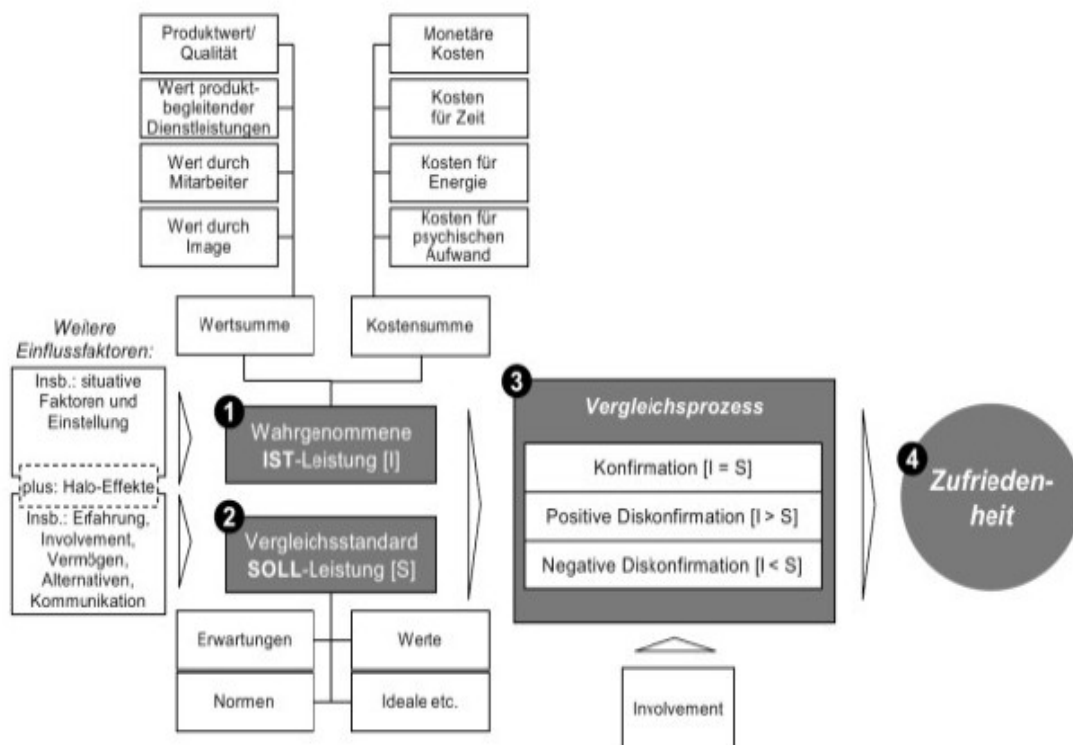 Produktwert/
Qualität
Wert produkt-
begleitender
Dienstleistungen
Wert durch
Mitarbeiter
Wert durch
Image
Monetäre
Kosten
Kosten
für Zeit
Kosten für
Energie
Kosten für
psychischen
Aufwand
Wertsumme
Kostensumme
Weitere
Einflussfaktoren:
Insb.: situative
Faktoren und
Einstellung
plus: Halo-Effekte
Insb.: Erfahrung,
Involvement,
Vermögen,
Alternativen,
Kommunikation
1
Wahrgenommene
IST-Leistung [I]
2
Vergleichsstandard
SOLL-Leistung [S]
Erwartungen
Werte
Normen
Ideale etc.
3
Vergleichsprozess
Konfirmation [I = S]
Positive Diskonfirmation [I > S]
Negative Diskonfirmation [I < S]
Involvement
4
Zufrieden-
heit